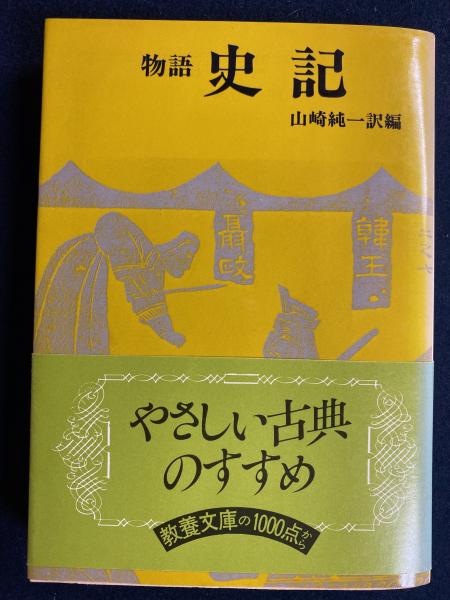 物語 史記
山崎純一訳編
聶政
韓王
やさしい古典
のすすめ
教養文庫の1000点から